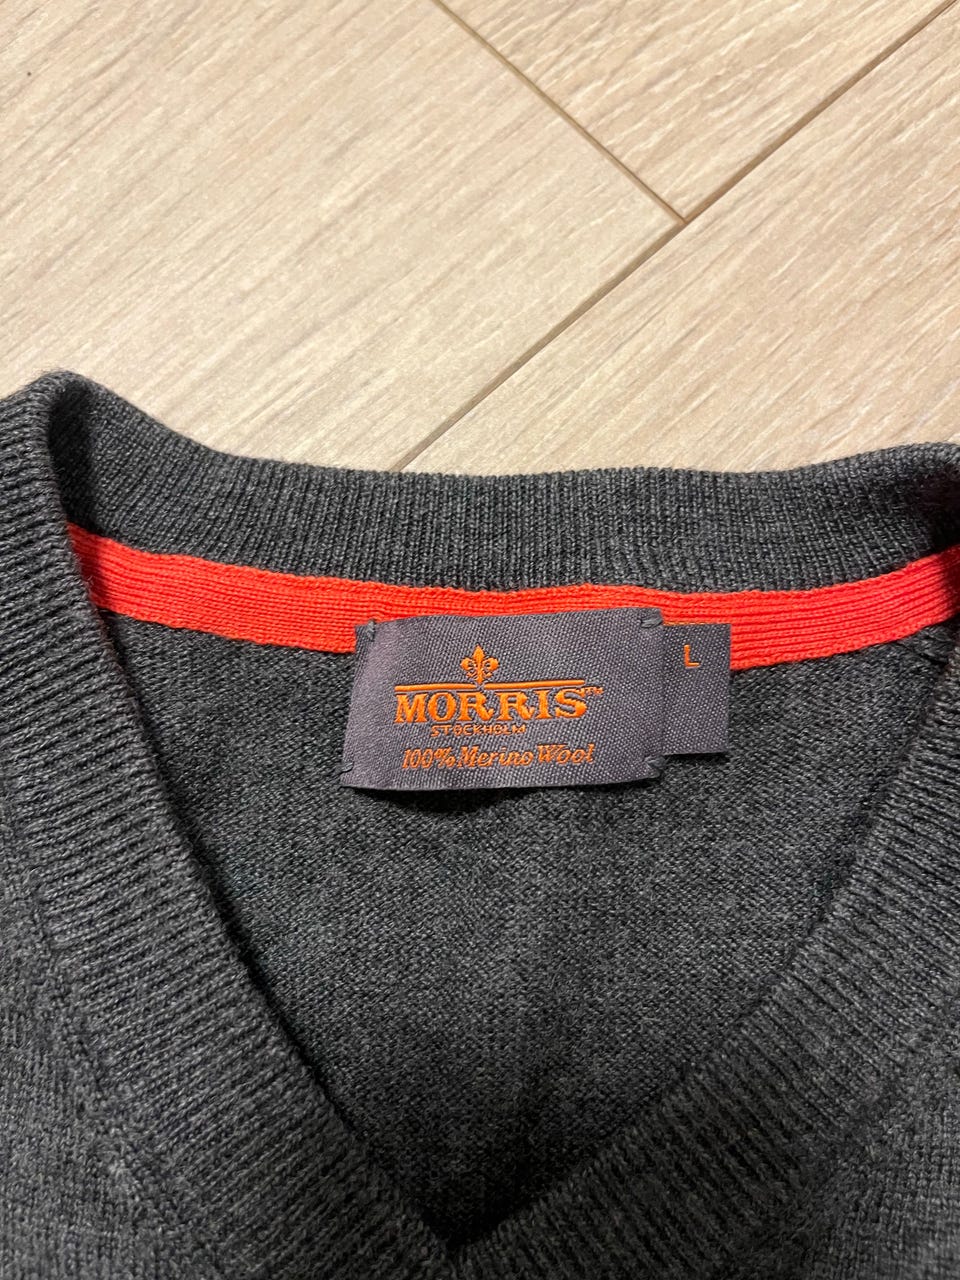 MORRIS™
STOCKHOLM
100% Merino Wool
L